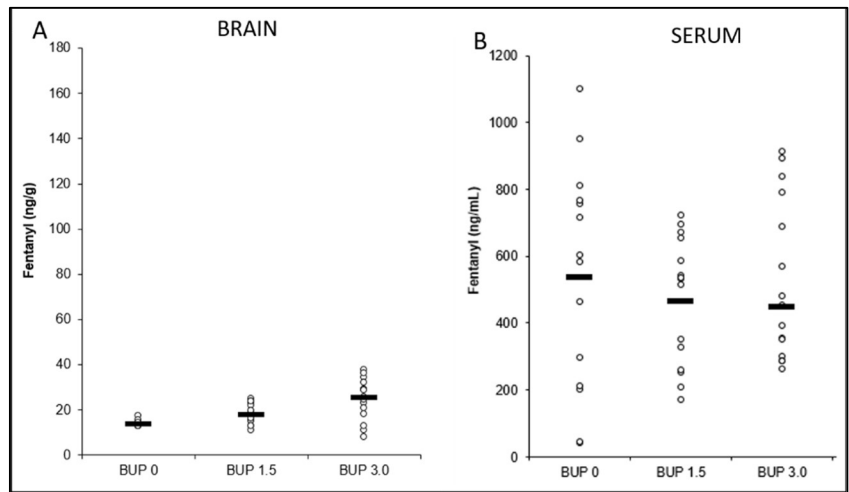 A
BRAIN
180
160
140
120
100
80
60
40
20
0
Fentanyl (ng/g)
BUP 0
BUP 1.5
BUP 3.0
B
SERUM
1200
1000
800
600
400
200
0
Fentanyl (ng/mL)
BUP 0
BUP 1.5
BUP 3.0